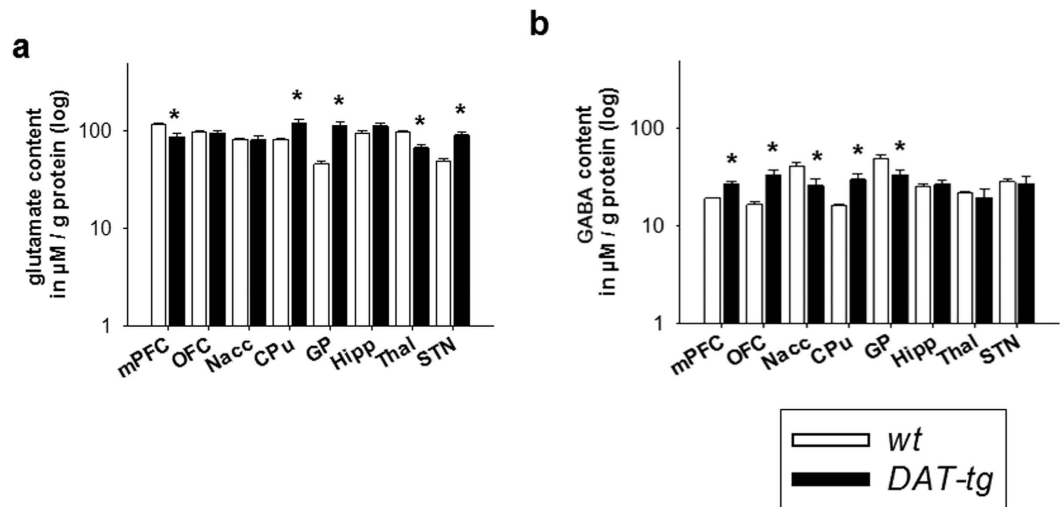 a
glutamate content
in µM / g protein (log)
100
10
1
* * * * *
mPFC OFC Nacc CPu GP Hipp Thal STN
b
GABA content
in µM / g protein (log)
100
10
1
* * * * *
mPFC OFC Nacc CPu GP Hipp Thal STN
wt
DAT-tg